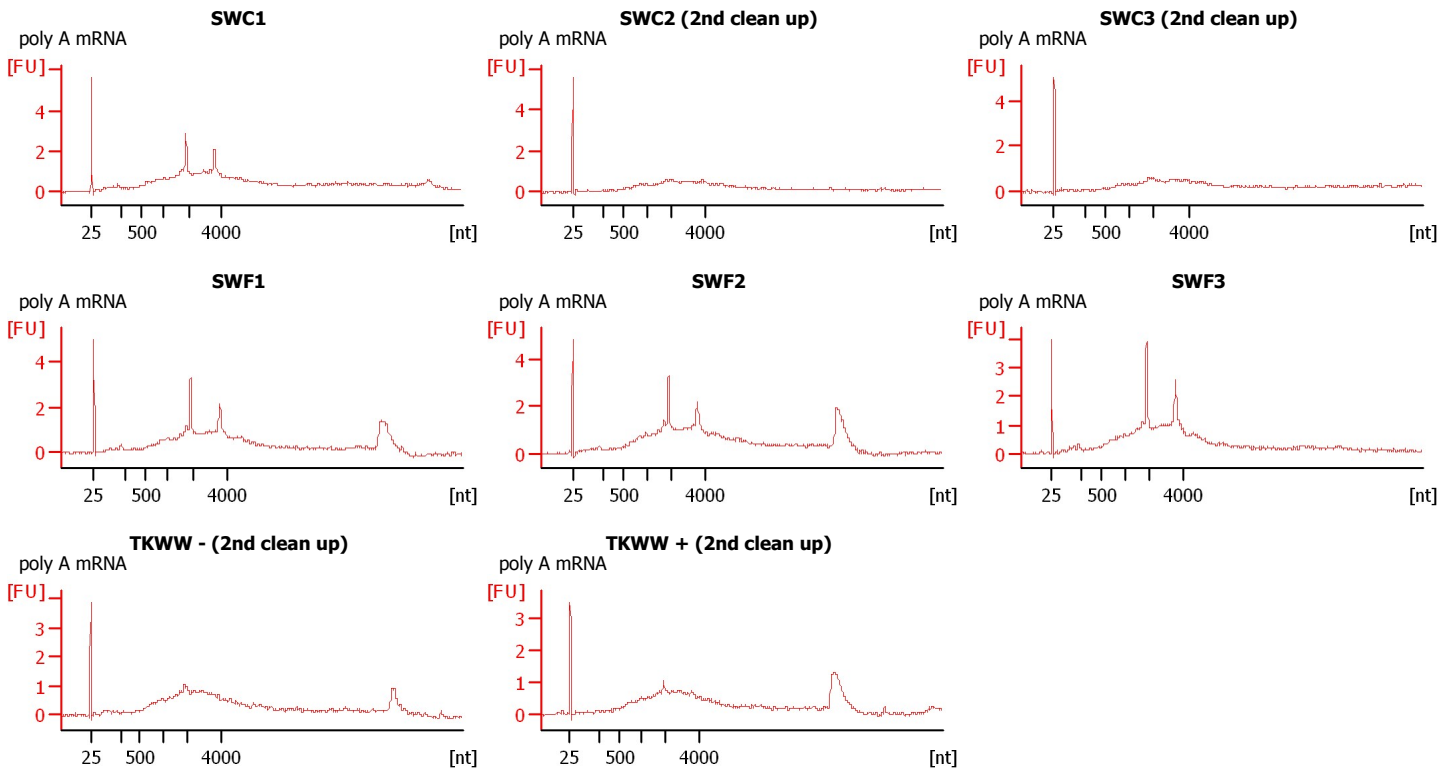 SWC1
poly A mRNA
[FU]
4
2
0
25 500 4000 [nt]
SWC2 (2nd clean up)
poly A mRNA
[FU]
4
2
0
25 500 4000 [nt]
SWC3 (2nd clean up)
poly A mRNA
[FU]
4
2
0
25 500 4000 [nt]
SWF1
poly A mRNA
[FU]
4
2
0
25 500 4000 [nt]
SWF2
poly A mRNA
[FU]
4
2
0
25 500 4000 [nt]
SWF3
poly A mRNA
[FU]
3
2
1
0
25 500 4000 [nt]
TKWW - (2nd clean up)
poly A mRNA
[FU]
3
2
1
0
25 500 4000 [nt]
TKWW + (2nd clean up)
poly A mRNA
[FU]
3
2
1
0
25 500 4000 [nt]